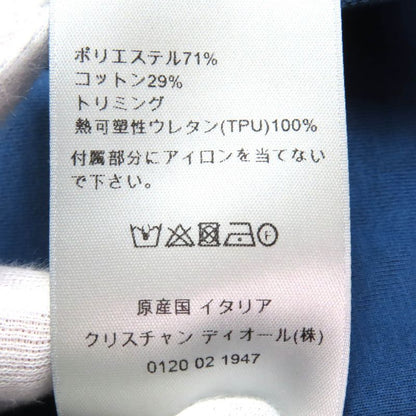 ポリエステル71%
コットン29%
トリミング
熱可塑性ウレタン(TPU)100%
付属部分にアイロンを当てない
で下さい。
原産国 イタリア
クリスチャン ディオール(株)
0120 02 1947